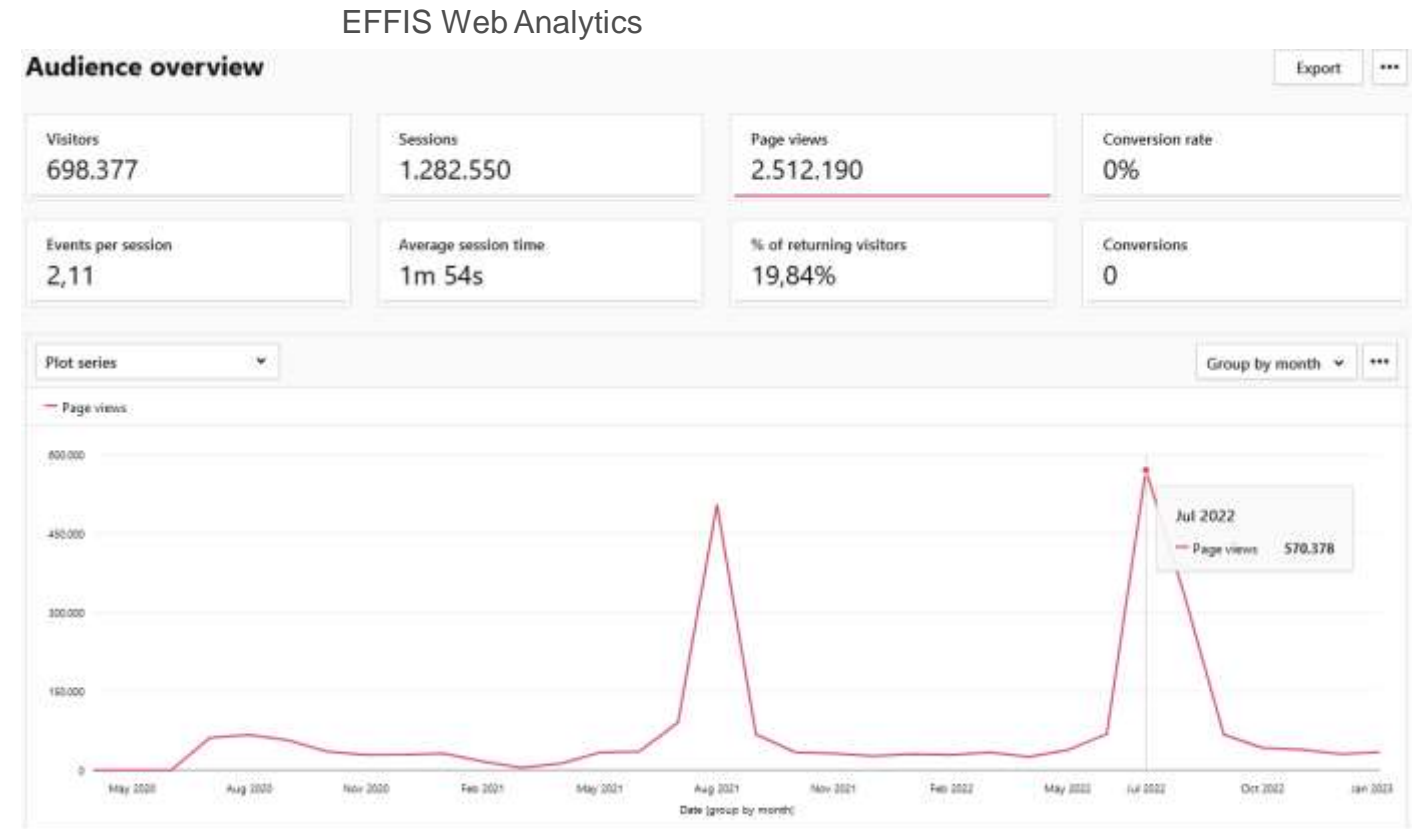 EFFIS Web Analytics
Audience overview
Export
Visitors
698.377
Sessions
1.282.550
Page views
2.512.190
Conversion rate
0%
Events per session
2,11
Average session time
1m 54s
% of returning visitors
19,84%
Conversions
0
Plot series
Group by month
Page views
600.000
450.000
300.000
150.000
0
Jul 2022
Page views 570.378
May 2020 Aug 2020 Nov 2020 Feb 2021 May 2021 Aug 2021 Nov 2021 Feb 2022 May 2022 Jul 2022 Oct 2022 Jan 2023
Date (group by month)